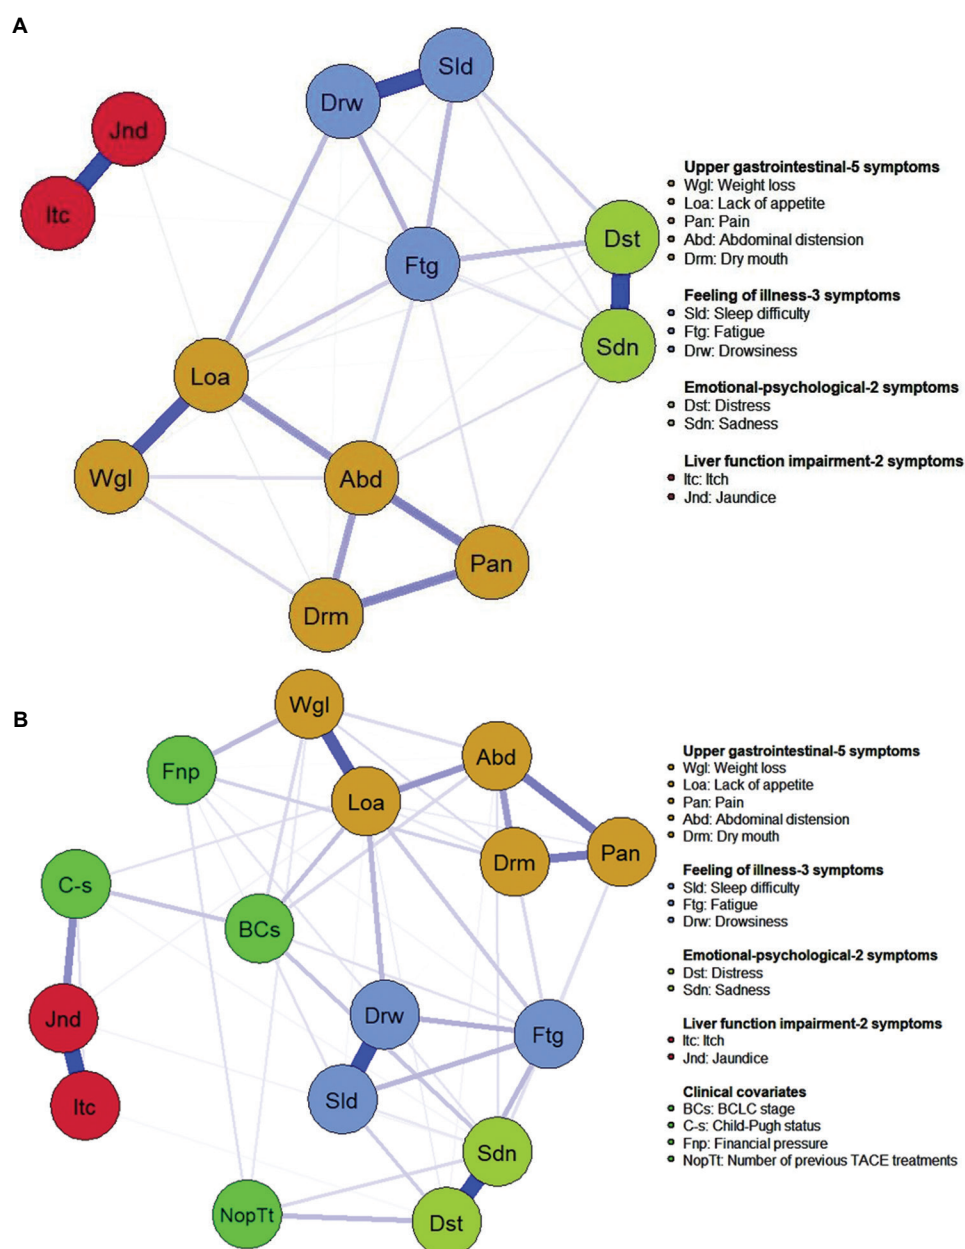 A
Sld
Drw
Jnd
Itc
Dst
Ftg
Sdn
Loa
Wgl
Abd
Pan
Drm
Upper gastrointestinal-5 symptoms
Wgl: Weight loss
Loa: Lack of appetite
Pan: Pain
Abd: Abdominal distension
Drm: Dry mouth
Feeling of illness-3 symptoms
Sld: Sleep difficulty
Ftg: Fatigue
Drw: Drowsiness
Emotional-psychological-2 symptoms
Dst: Distress
Sdn: Sadness
Liver function impairment-2 symptoms
Itc: Itch
Jnd: Jaundice
B
Wgl
Abd
Fnp
Loa
Drm
Pan
C-s
BCs
Jnd
Drw
Ftg
Itc
Sld
Sdn
NopTt
Dst
Upper gastrointestinal-5 symptoms
Wgl: Weight loss
Loa: Lack of appetite
Pan: Pain
Abd: Abdominal distension
Drm: Dry mouth
Feeling of illness-3 symptoms
Sld: Sleep difficulty
Ftg: Fatigue
Drw: Drowsiness
Emotional-psychological-2 symptoms
Dst: Distress
Sdn: Sadness
Liver function impairment-2 symptoms
Itc: Itch
Jnd: Jaundice
Clinical covariates
BCs: BCLC stage
C-s: Child-Pugh status
Fnp: Financial pressure
NopTt: Number of previous TACE treatments